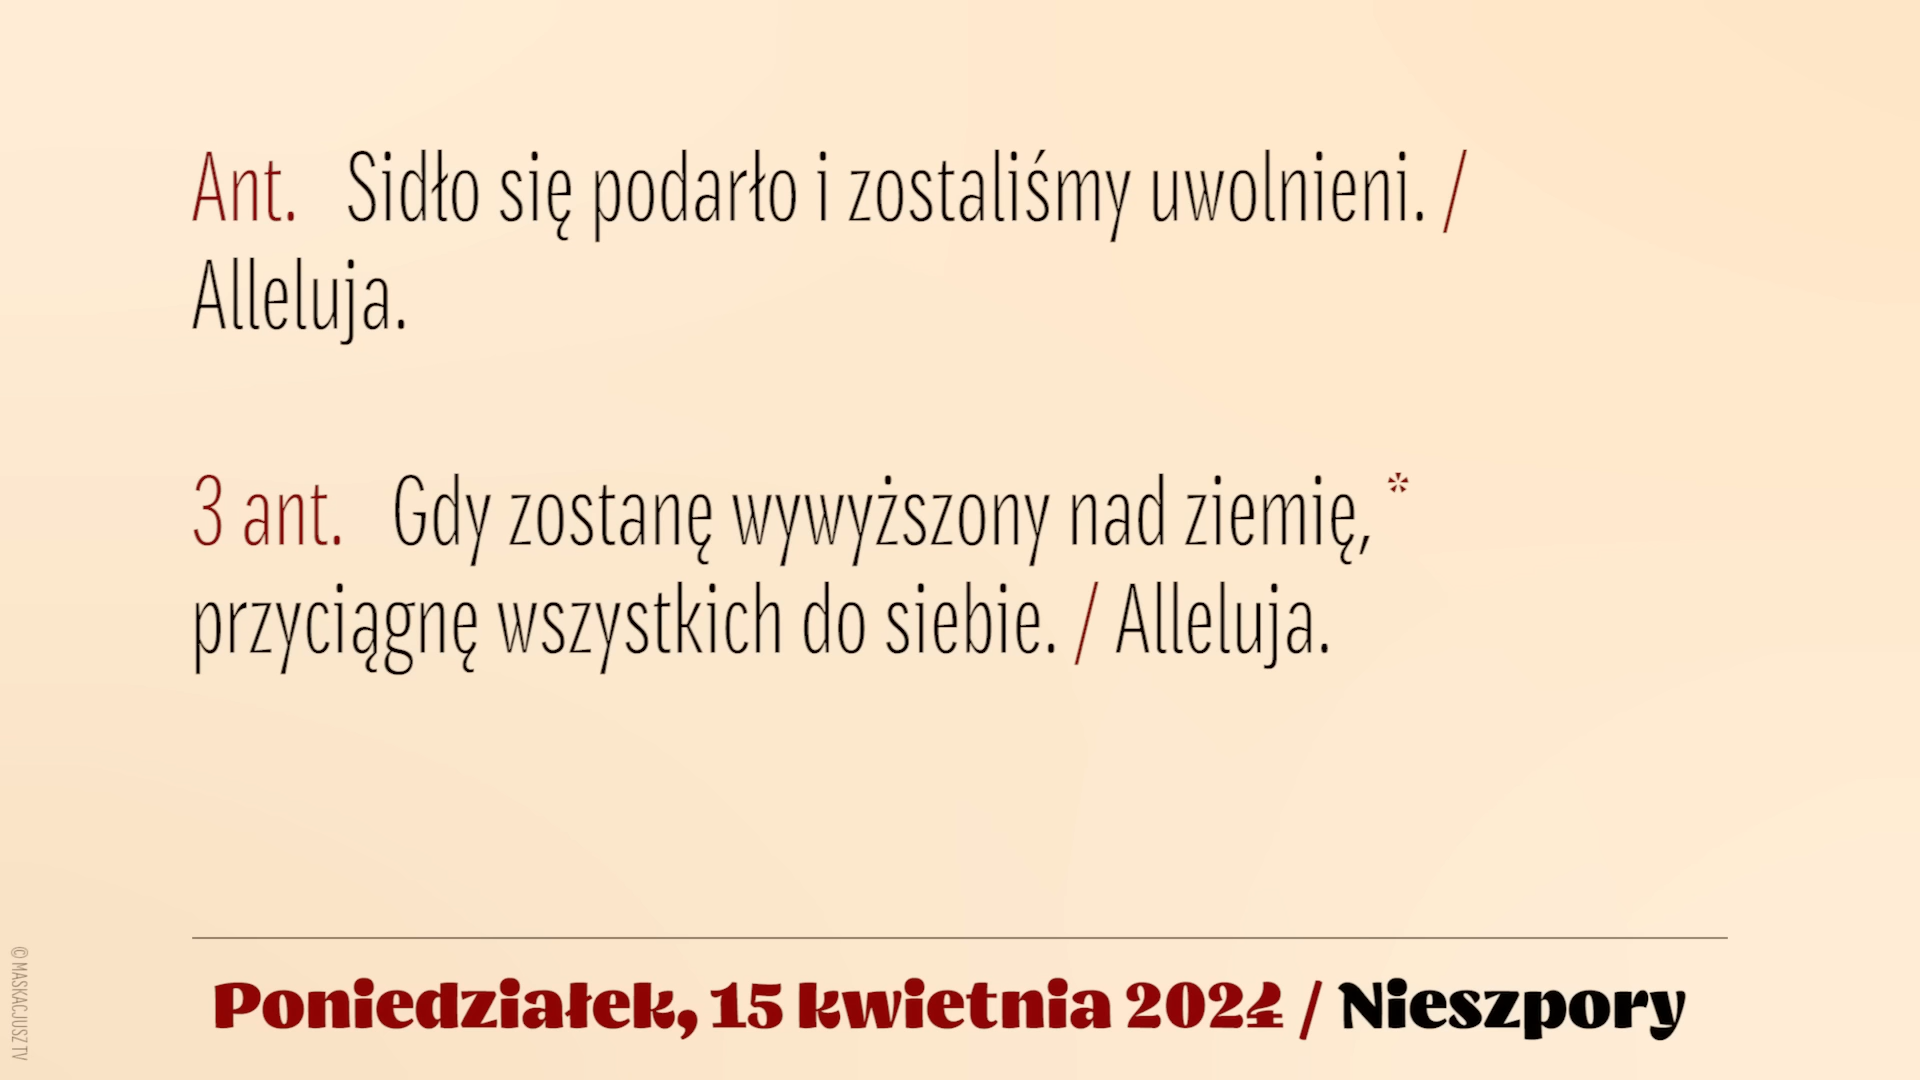 Ant. Sidło się podarło i zostaliśmy uwolnieni. /
Alleluja.
3 ant. Gdy zostanę wywyższony nad ziemię, *
przyciągnę wszystkich do siebie. / Alleluja.
Poniedziałek, 15 kwietnia 2024 / Nieszpory
© MASKACJUSZ TV